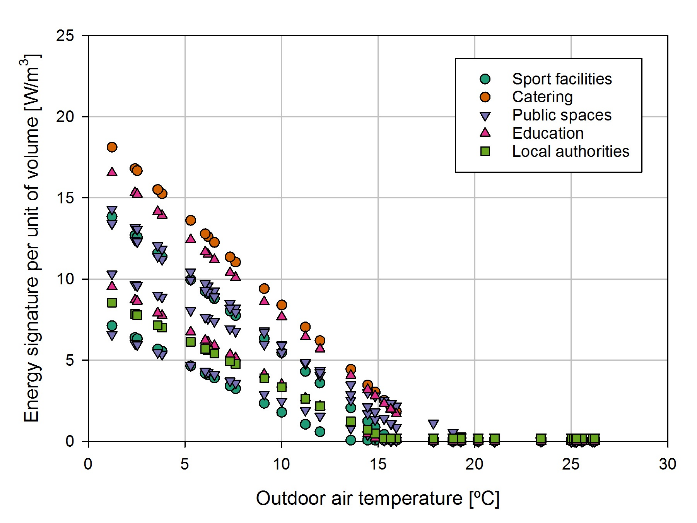 Energy signature per unit of volume [W/m³]
25
20
15
10
5
0
Sport facilities
Catering
Public spaces
Education
Local authorities
0 5 10 15 20 25 30
Outdoor air temperature [ºC]